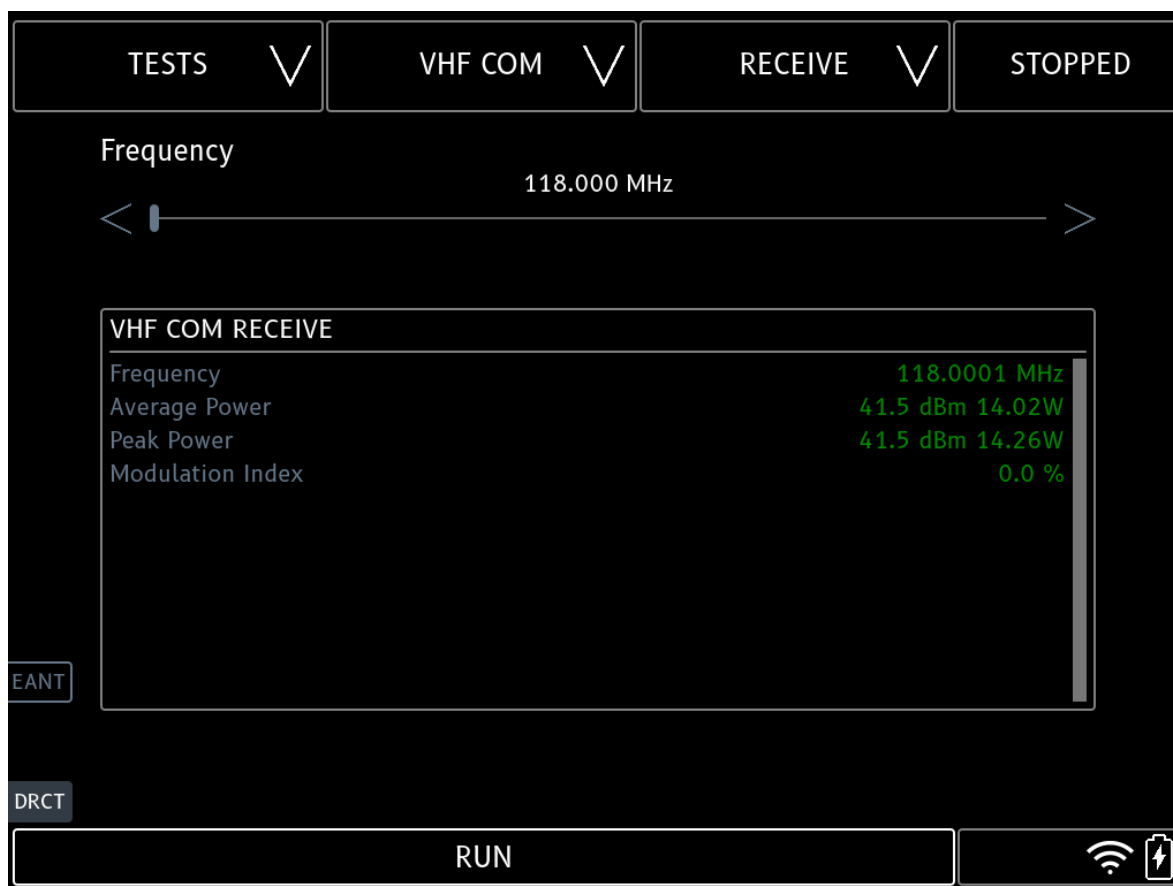 TESTS VHF COM RECEIVE STOPPED
Frequency
118.000 MHz
VHF COM RECEIVE
Frequency 118.0001 MHz
Average Power 41.5 dBm 14.02W
Peak Power 41.5 dBm 14.26W
Modulation Index 0.0 %
EANT
DRCT
RUN